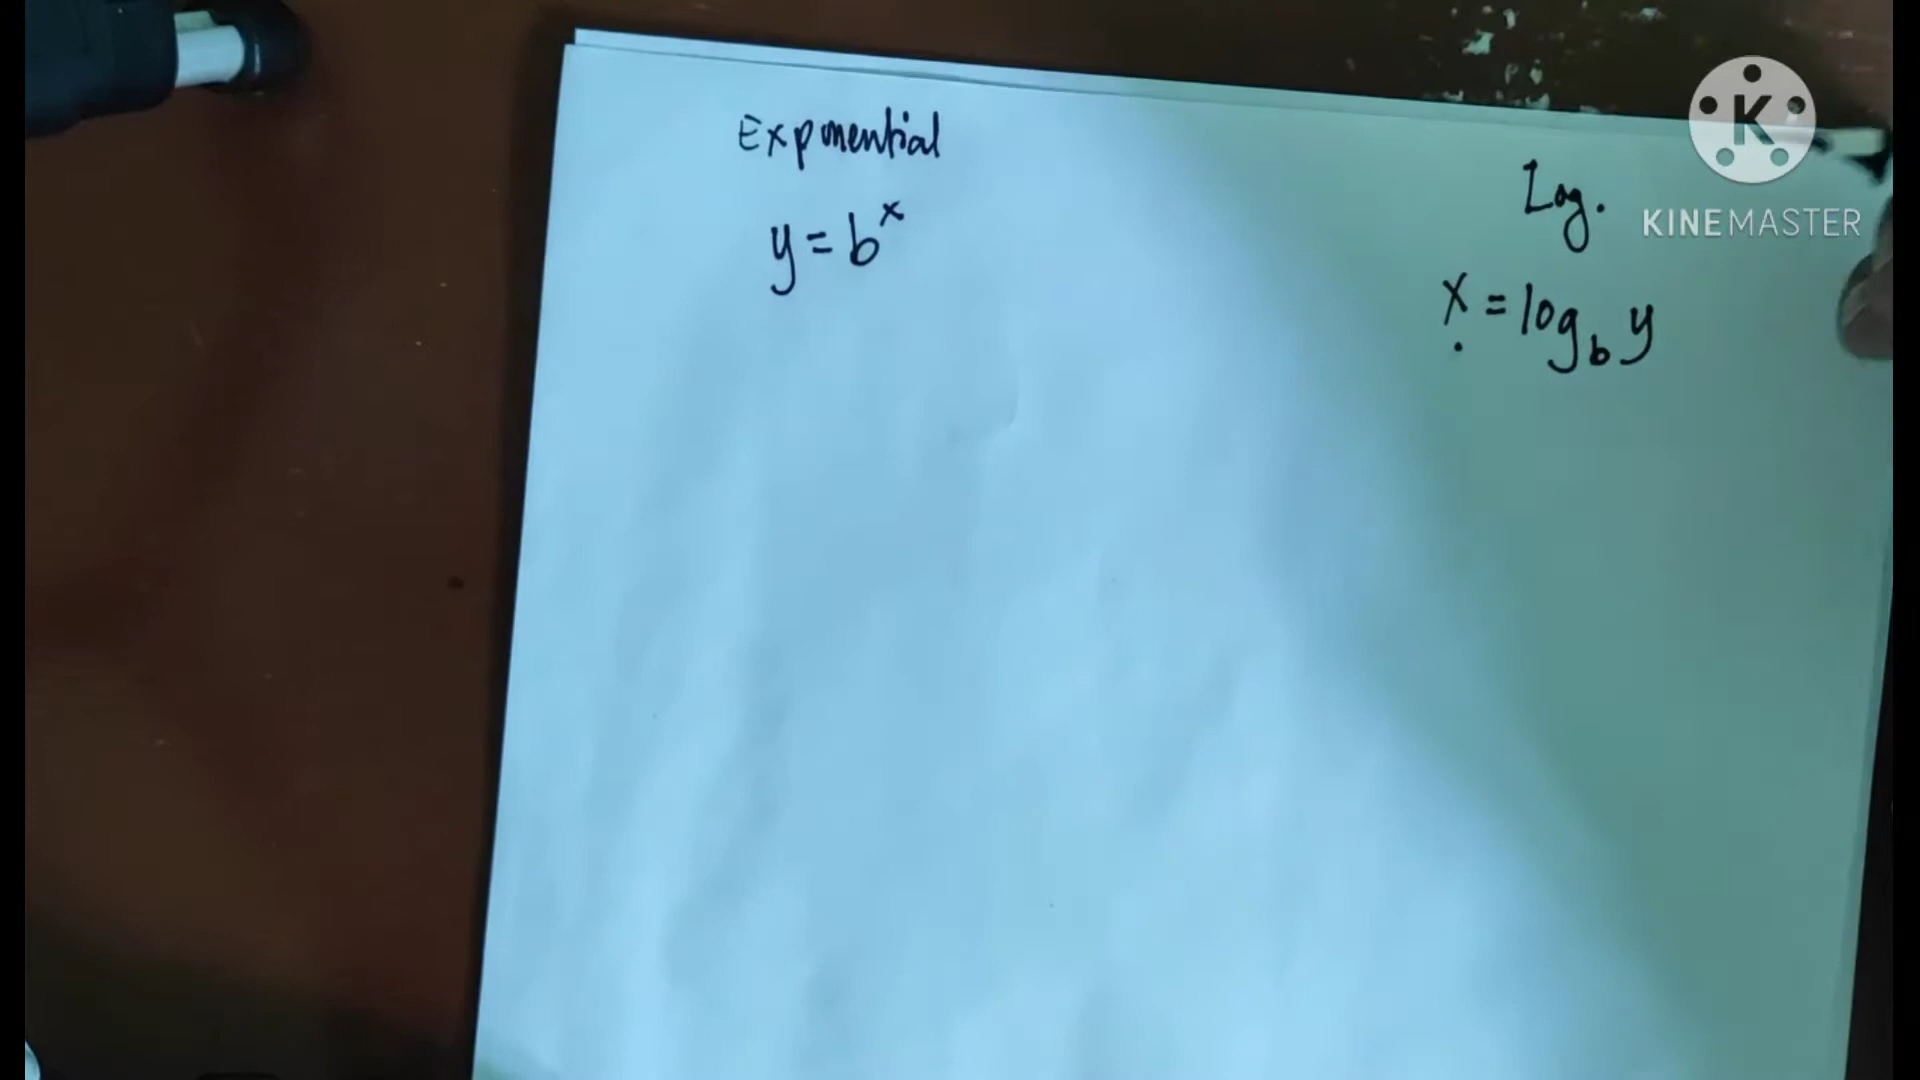 Exponential
y = b^x
Log.
x = log_b y
K
KINEMASTER